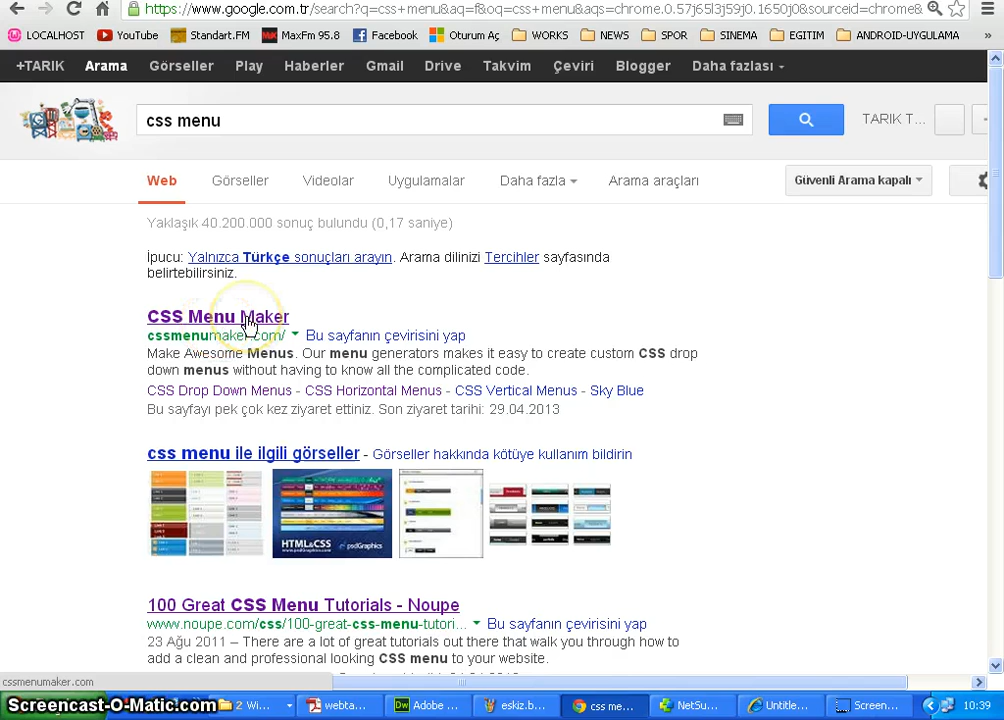 https://www.google.com.tr/search?q=css+menu&aq=f&oq=css+menu&aqs=chrome.0.57j65l3j59j0.1650j0&sourceid=chrome&
LOCALHOST YouTube Standart.FM MaxFm 95.8 Facebook Oturum Aç WORKS NEWS SPOR SINEMA EGITIM ANDROID-UYGULAMA »
+TARIK Arama Görseller Play Haberler Gmail Drive Takvim Çeviri Blogger Daha fazlası
css menu TARIK T...
Web Görseller Videolar Uygulamalar Daha fazla Arama araçları Güvenli Arama kapalı
Yaklaşık 40.200.000 sonuç bulundu (0,17 saniye)
İpucu: Yalnızca Türkçe sonuçları arayın. Arama dilinizi Tercihler sayfasında
belirtebilirsiniz.
CSS Menu Maker
cssmenumaker.com/ Bu sayfanın çevirisini yap
Make Awesome Menus. Our menu generators makes it easy to create custom CSS drop
down menus without having to know all the complicated code.
CSS Drop Down Menus - CSS Horizontal Menus - CSS Vertical Menus - Sky Blue
Bu sayfayı pek çok kez ziyaret ettiniz. Son ziyaret tarihi: 29.04.2013
css menu ile ilgili görseller - Görseller hakkında kötüye kullanım bildirin
HTML&CSS psdGraphics
100 Great CSS Menu Tutorials - Noupe
www.noupe.com/css/100-great-css-menu-tutori... Bu sayfanın çevirisini yap
23 Ağu 2011 – There are a lot of great tutorials out there that walk you through how to
add a clean and professional looking CSS menu to your website.
cssmenumaker.com
Screencast-O-Matic.com 2 Wi... webta... Adobe ... eskiz.b... css me... NetSu... Untitle... Screen... 10:39